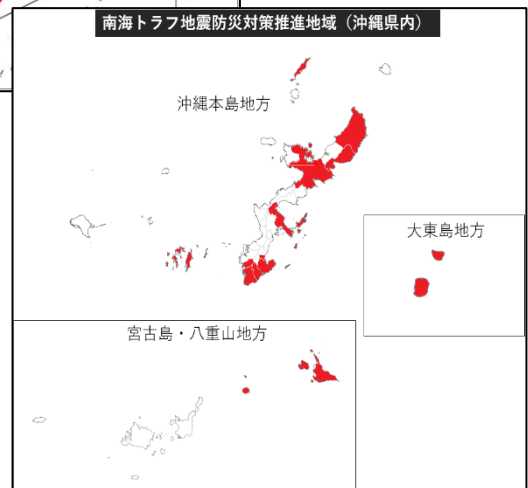 南海トラフ地震防災対策推進地域（沖縄県内）
沖縄本島地方
大東島地方
宮古島・八重山地方